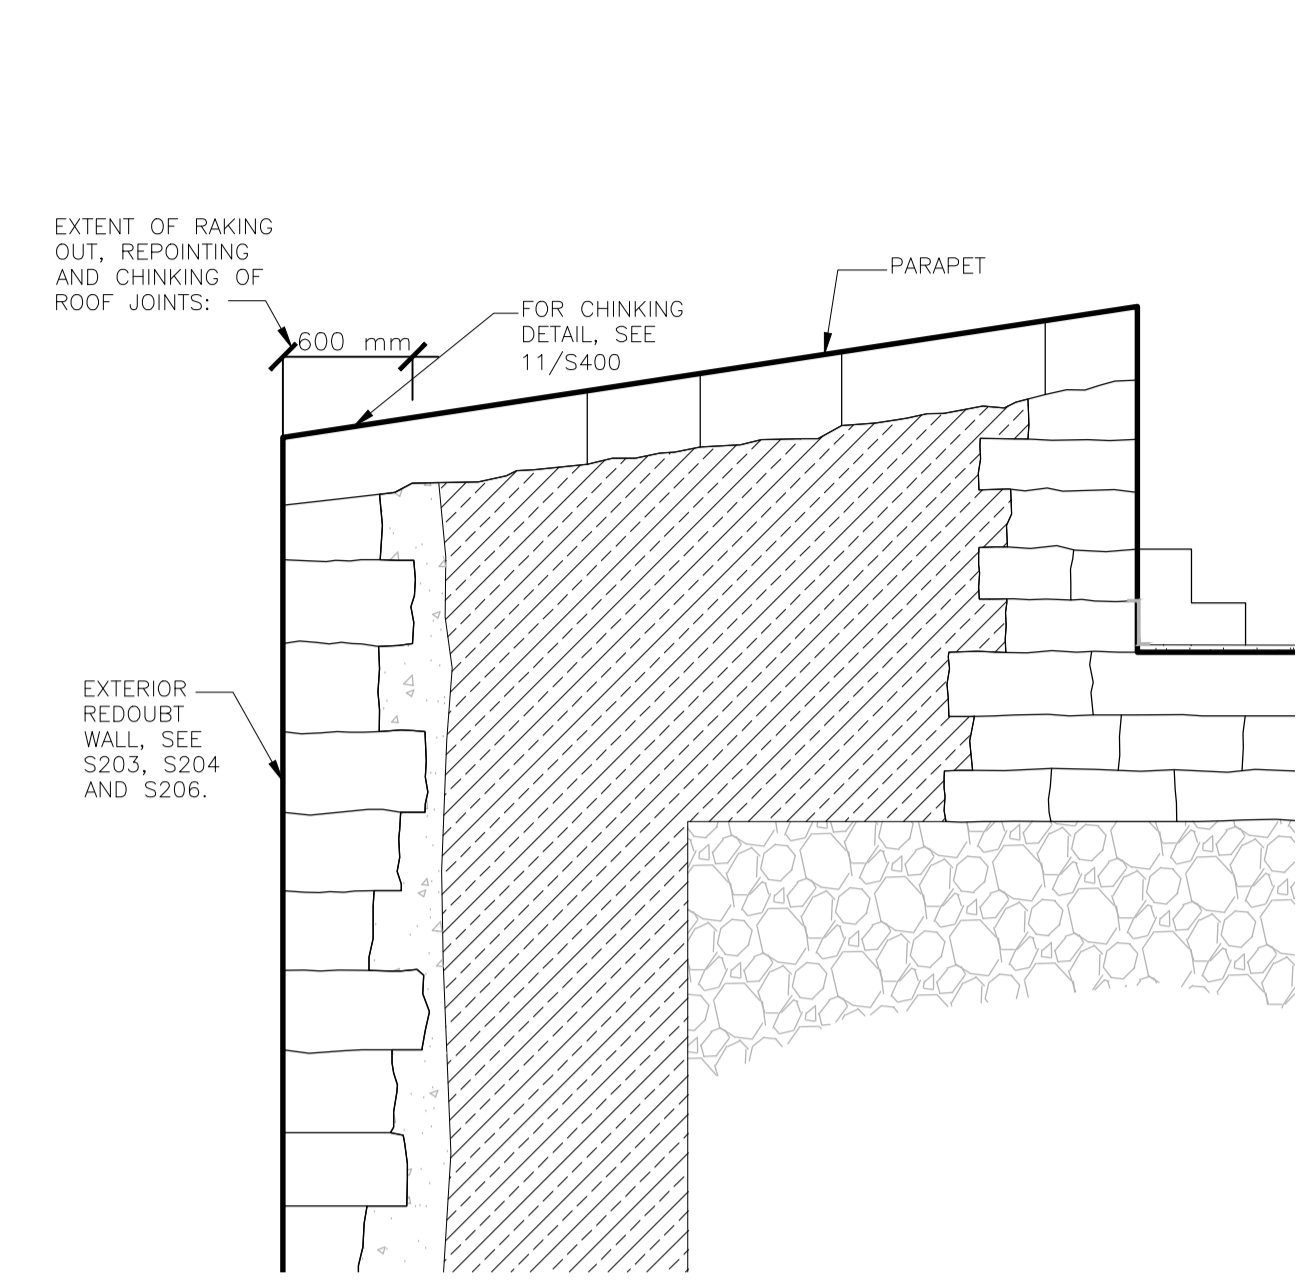 EXTENT OF RAKING
OUT, REPOINTING
AND CHINKING OF
ROOF JOINTS:
600 mm
FOR CHINKING
DETAIL, SEE
11/S400
PARAPET
EXTERIOR
REDOUBT
WALL, SEE
S203, S204
AND S206.